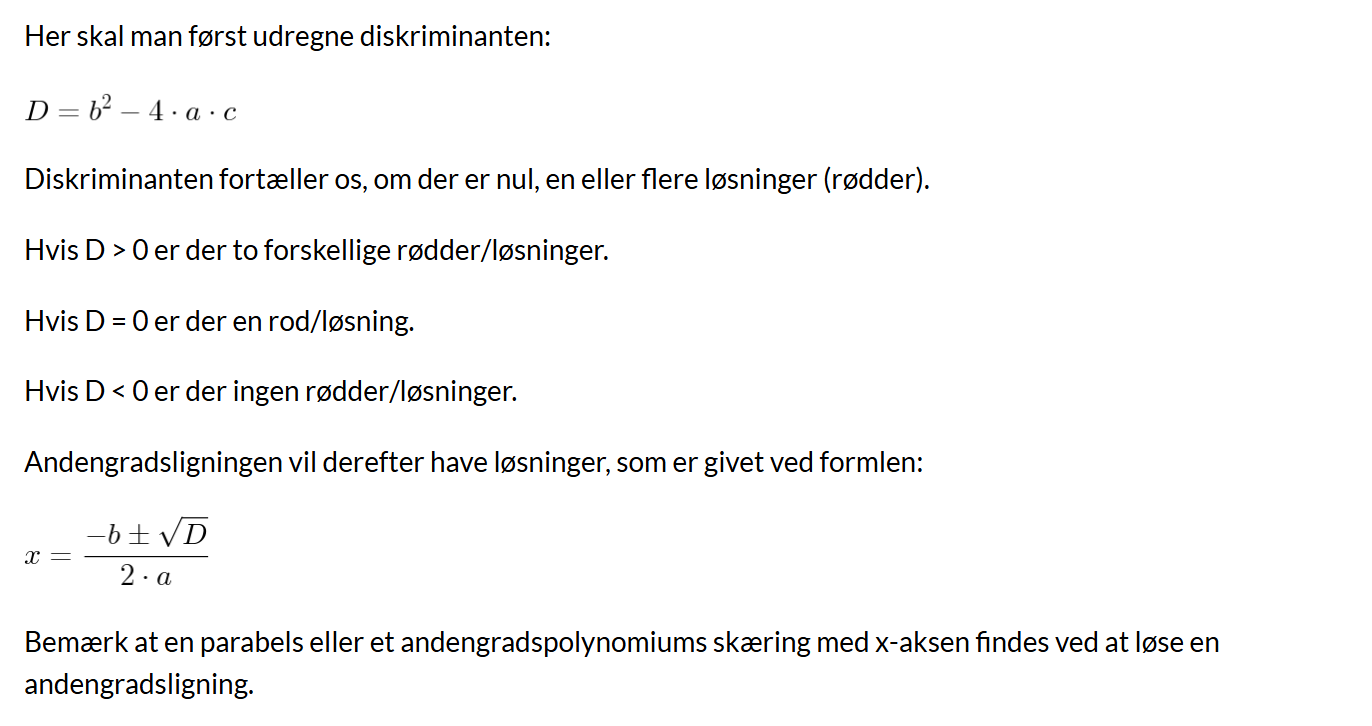 Her skal man først udregne diskriminanten:
D = b² − 4 · a · c
Diskriminanten fortæller os, om der er nul, en eller flere løsninger (rødder).
Hvis D > 0 er der to forskellige rødder/løsninger.
Hvis D = 0 er der en rod/løsning.
Hvis D < 0 er der ingen rødder/løsninger.
Andengradsligningen vil derefter have løsninger, som er givet ved formlen:
x = (−b ± √D) / (2 · a)
Bemærk at en parabels eller et andengradspolynomiums skæring med x-aksen findes ved at løse en
andengradsligning.